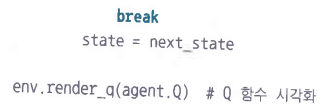 break
state = next_state
env.render_q(agent.Q) # Q 함수 시각화